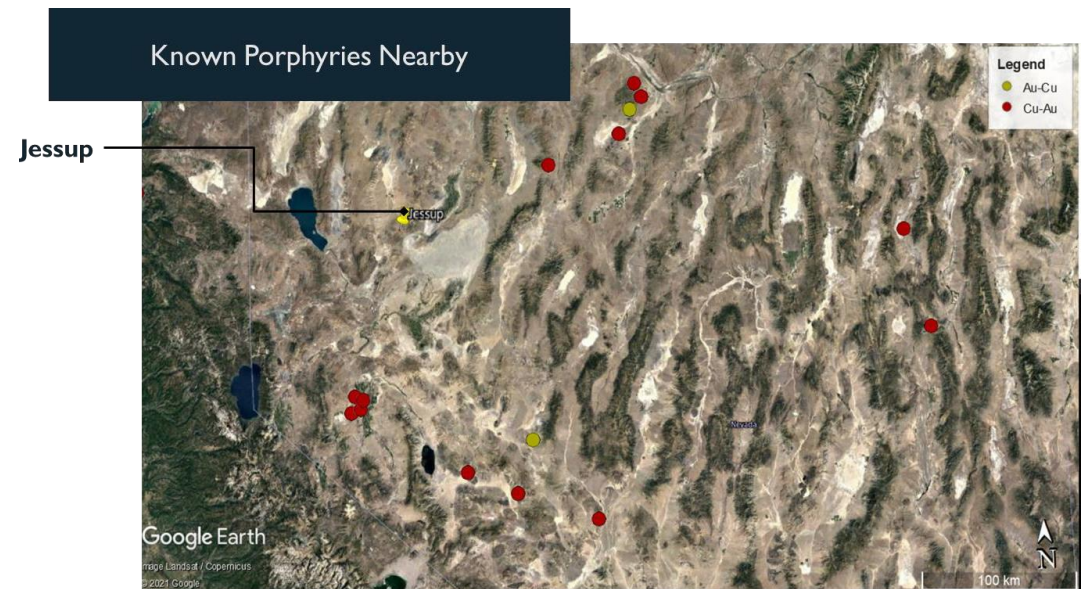 Known Porphyries Nearby
Legend
Au-Cu
Cu-Au
Jessup
Jessup
Nevada
Google Earth
mage Landsat / Copernicus
© 2021 Google
N
100 km